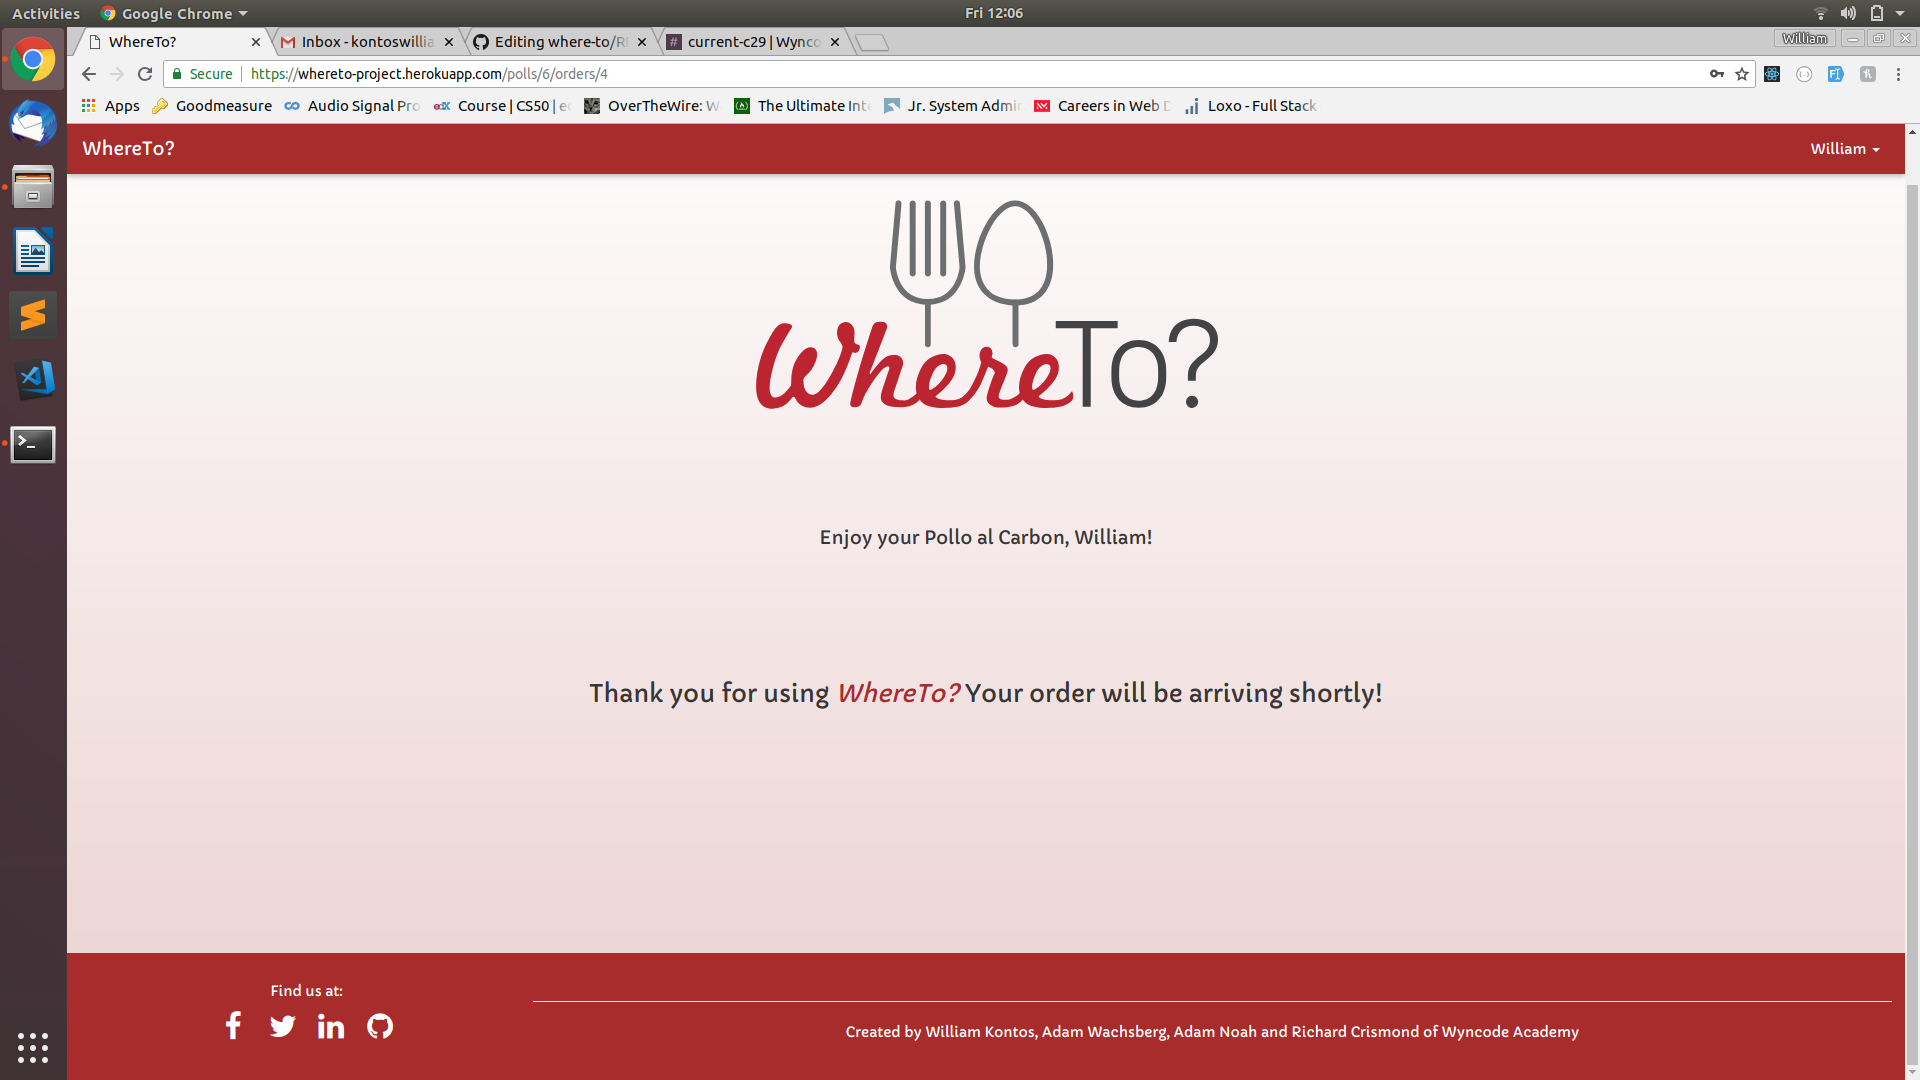 Activities
Google Chrome
Fri 12:06
WhereTo?
Inbox - kontoswillia
Editing where-to/R
current-c29 | Wynco
William
Secure
https://whereto-project.herokuapp.com/polls/6/orders/4
Apps
Goodmeasure
Audio Signal Pro
Course | CS50 | e
OverTheWire: W
The Ultimate Int
Jr. System Admi
Careers in Web D
Loxo - Full Stack
WhereTo?
William
WhereTo?
Enjoy your Pollo al Carbon, William!
Thank you for using WhereTo? Your order will be arriving shortly!
Find us at:
Created by William Kontos, Adam Wachsberg, Adam Noah and Richard Crismond of Wyncode Academy